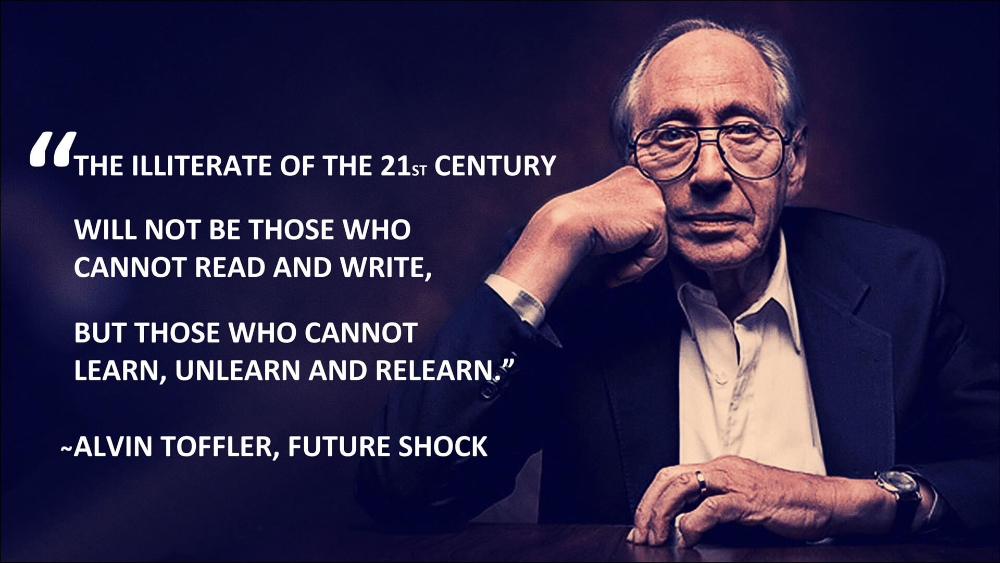 “THE ILLITERATE OF THE 21ST CENTURY
WILL NOT BE THOSE WHO
CANNOT READ AND WRITE,
BUT THOSE WHO CANNOT
LEARN, UNLEARN AND RELEARN.”
~ALVIN TOFFLER, FUTURE SHOCK